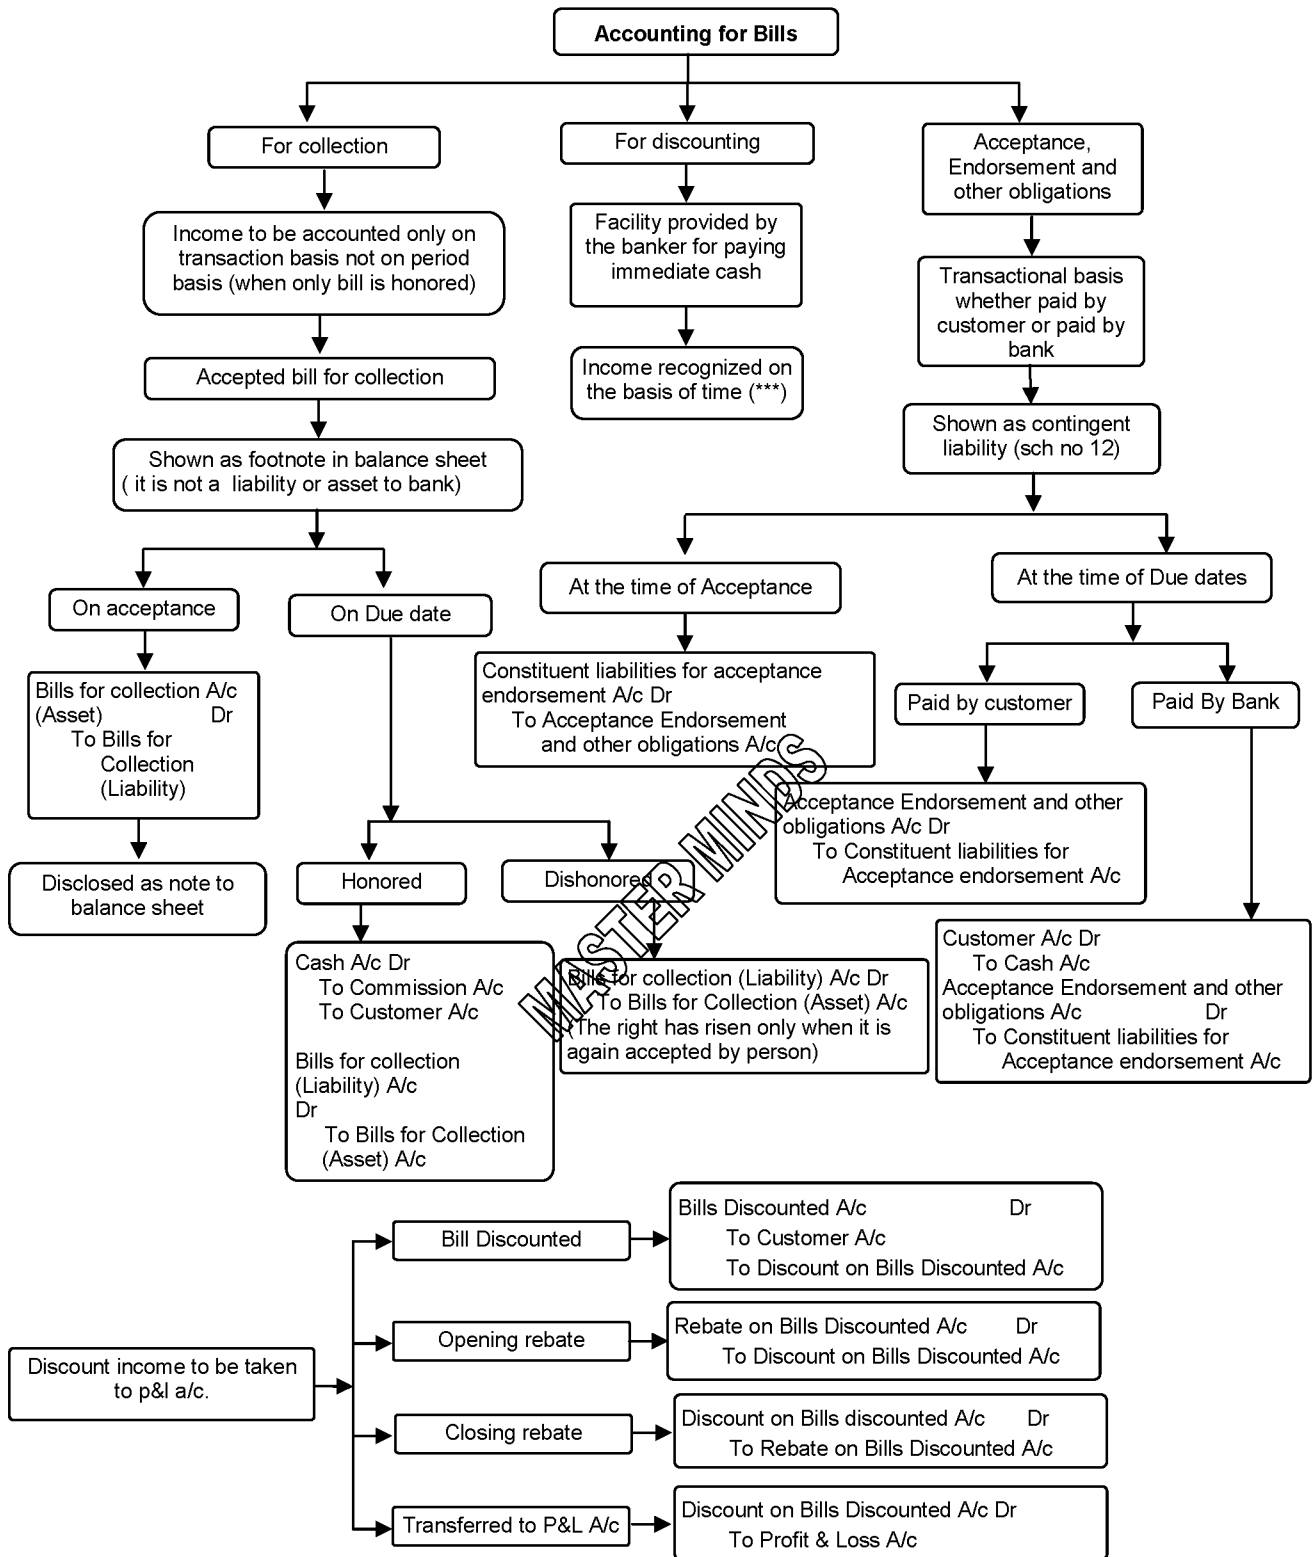 Accounting for Bills
For collection
For discounting
Acceptance,
Endorsement and
other obligations
Income to be accounted only on
transaction basis not on period
basis (when only bill is honored)
Facility provided by
the banker for paying
immediate cash
Transactional basis
whether paid by
customer or paid by
bank
Accepted bill for collection
Income recognized on
the basis of time (***)
Shown as contingent
liability (sch no 12)
Shown as footnote in balance sheet
( it is not a liability or asset to bank)
On acceptance
On Due date
At the time of Acceptance
At the time of Due dates
Bills for collection A/c
(Asset) Dr
To Bills for
Collection
(Liability)
Constituent liabilities for acceptance
endorsement A/c Dr
To Acceptance Endorsement
and other obligations A/c
Paid by customer
Paid By Bank
Disclosed as note to
balance sheet
Honored
Dishonored
Acceptance Endorsement and other
obligations A/c Dr
To Constituent liabilities for
Acceptance endorsement A/c
Cash A/c Dr
To Commission A/c
To Customer A/c
Bills for collection
(Liability) A/c
Dr
To Bills for Collection
(Asset) A/c
Bills for collection (Liability) A/c Dr
To Bills for Collection (Asset) A/c
(The right has risen only when it is
again accepted by person)
Customer A/c Dr
To Cash A/c
Acceptance Endorsement and other
obligations A/c Dr
To Constituent liabilities for
Acceptance endorsement A/c
MASTER MINDS
Discount income to be taken
to p&l a/c.
Bill Discounted
Bills Discounted A/c Dr
To Customer A/c
To Discount on Bills Discounted A/c
Opening rebate
Rebate on Bills Discounted A/c Dr
To Discount on Bills Discounted A/c
Closing rebate
Discount on Bills discounted A/c Dr
To Rebate on Bills Discounted A/c
Transferred to P&L A/c
Discount on Bills Discounted A/c Dr
To Profit & Loss A/c